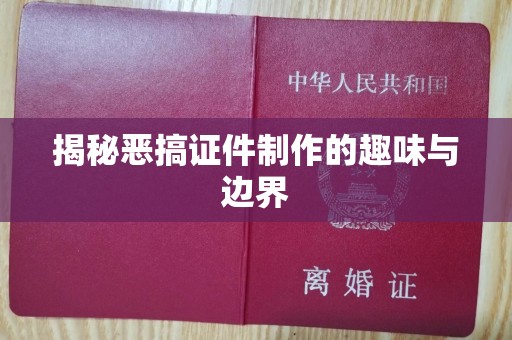 中华人民共和国
揭秘恶搞证件制作的趣味与
边界
离婚证